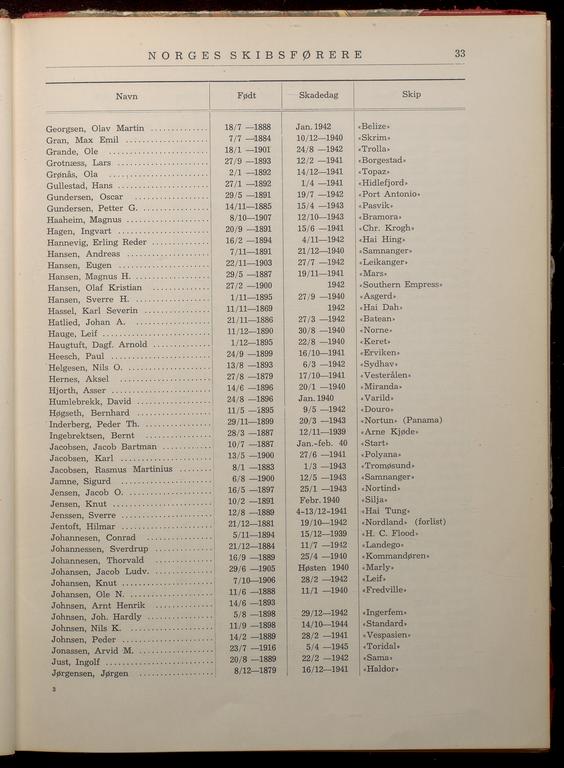 NORGES SKIBSFØRERE 33
Navn Født Skadedag Skip
Georgsen, Olav Martin .............. 18/7 —1888 Jan. 1942 «Belize»
Gran, Max Emil .................... 7/7 —1884 10/12—1940 «Skrim»
Grande, Ole ........................ 18/1 —1901 24/8 —1942 «Trolla»
Grotnæss, Lars ..................... 27/9 —1893 12/2 —1941 «Borgestad»
Grønås, Ola ........................ 2/1 —1892 14/12—1941 «Topaz»
Gullestad, Hans .................... 27/1 —1892 1/4 —1941 «Hidlefjord»
Gundersen, Oscar .................. 29/5 —1891 19/7 —1942 «Port Antonio»
Gundersen, Petter G. ............... 14/11—1885 15/4 —1943 «Pasvik»
Haaheim, Magnus ................... 8/10—1907 12/10—1943 «Bramora»
Hagen, Ingvart ..................... 20/9 —1891 15/6 —1941 «Chr. Krogh»
Hannevig, Erling Reder ............. 16/2 —1894 4/11—1942 «Hai Hing»
Hansen, Andreas ................... 7/11—1891 21/12—1940 «Samnanger»
Hansen, Eugen ..................... 22/11—1903 27/7 —1942 «Leikanger»
Hansen, Magnus H. ................. 29/5 —1887 19/11—1941 «Mars»
Hansen, Olaf Kristian .............. 27/2 —1900 1942 «Southern Empress»
Hansen, Sverre H. .................. 1/11—1895 27/9 —1940 «Asgerd»
Hassel, Karl Severin ............... 11/11—1869 1942 «Hai Dah»
Hatlied, Johan A. .................. 21/11—1886 27/3 —1942 «Batean»
Hauge, Leif ........................ 11/12—1890 30/8 —1940 «Norne»
Haugtuft, Dagf. Arnold ............. 1/12—1895 22/8 —1940 «Keret»
Heesch, Paul ....................... 24/9 —1899 16/10—1941 «Erviken»
Helgesen, Nils O. .................. 13/8 —1893 6/3 —1942 «Sydhav»
Hernes, Aksel ..................... 27/8 —1879 17/10—1941 «Vesterålen»
Hjorth, Asser ...................... 14/6 —1896 20/1 —1940 «Miranda»
Humlebrekk, David ................. 24/8 —1896 Jan. 1940 «Varild»
Høgseth, Bernhard ................. 11/5 —1895 9/5 —1942 «Douro»
Inderberg, Peder Th. ............... 29/11—1899 20/3 —1943 «Nortun» (Panama)
Ingebrektsen, Bernt ............... 28/3 —1887 12/11—1939 «Arne Kjøde»
Jacobsen, Jacob Bartman ............ 10/7 —1887 Jan.-feb. 40 «Start»
Jacobsen, Karl ..................... 13/5 —1900 27/6 —1941 «Polyana»
Jacobsen, Rasmus Martinius ....... 8/1 —1883 1/3 —1943 «Tromøsund»
Jamne, Sigurd ..................... 6/8 —1900 12/5 —1943 «Samnanger»
Jensen, Jacob O. ................... 16/5 —1897 25/1 —1943 «Nortind»
Jensen, Knut ....................... 10/2 —1891 Febr. 1940 «Silja»
Jenssen, Sverre .................... 12/8 —1889 4-13/12-1941 «Hai Tung»
Jentoft, Hilmar .................... 21/12—1881 19/10—1942 «Nordland» (forlist)
Johannesen, Conrad ................ 5/11—1894 15/12—1939 «H. C. Flood»
Johannessen, Sverdrup .............. 21/12—1884 11/7 —1942 «Landego»
Johannesen, Thorvald .............. 16/9 —1889 25/4 —1940 «Kommandøren»
Johansen, Jacob Ludv. .............. 29/6 —1905 Høsten 1940 «Marly»
Johansen, Knut ..................... 7/10—1906 28/2 —1942 «Leif»
Johansen, Ole N. ................... 11/6 —1888 11/1 —1940 «Fredville»
Johnsen, Arnt Henrik .............. 14/6 —1893
Johnsen, Joh. Hardly ............... 5/8 —1898 29/12—1942 «Ingerfem»
Johnsen, Nils K. ................... 11/9 —1898 14/10—1944 «Standard»
Johnsen, Peder ..................... 14/2 —1889 28/2 —1941 «Vespasien»
Jonassen, Arvid M. ................. 23/7 —1916 5/4 —1945 «Toridal»
Just, Ingolf ........................ 20/8 —1889 22/2 —1942 «Sama»
Jørgensen, Jørgen .................. 8/12—1879 16/12—1941 «Haldor»
3